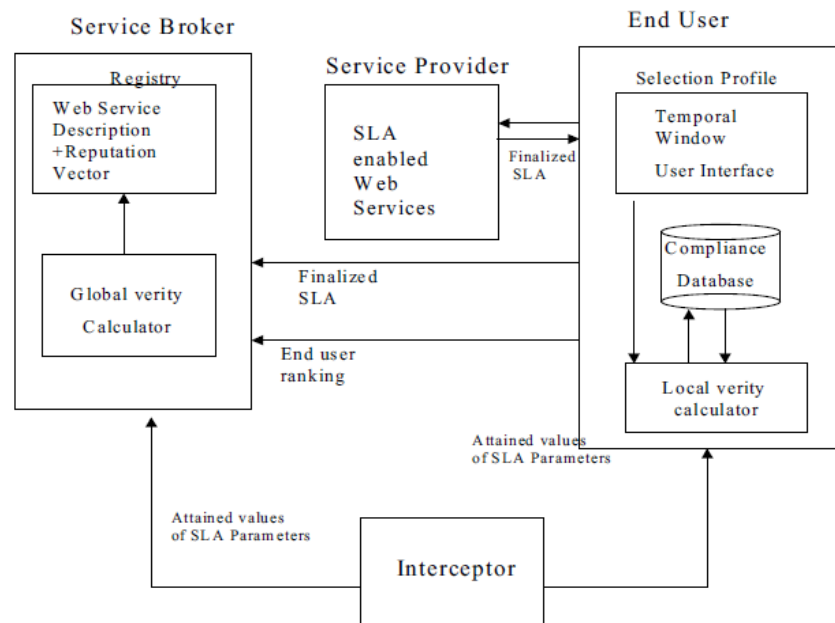 Service Broker
Registry
Web Service
Description
+Reputation
Vector
Global verity
Calculator
Service Provider
SLA
enabled
Web
Services
Finalized
SLA
End User
Selection Profile
Temporal
Window
User Interface
Compliance
Database
Local verity
calculator
Finalized
SLA
End user
ranking
Attained values
of SLA Parameters
Attained values
of SLA Parameters
Interceptor